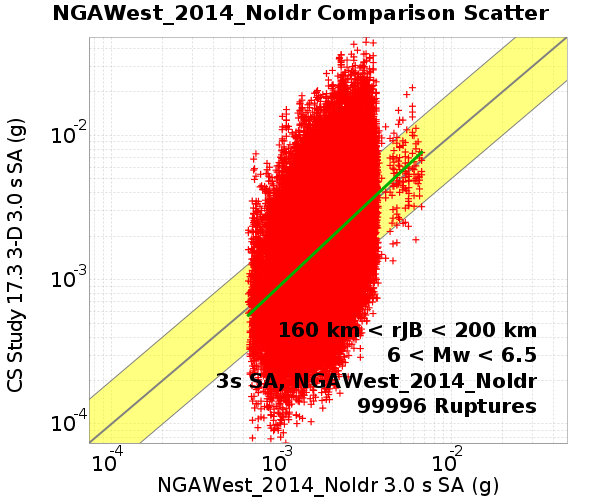 NGAWest_2014_NoIdr Comparison Scatter
CS Study 17.3 3-D 3.0 s SA (g)
10-2
10-3
10-4
160 km < rJB < 200 km
6 < Mw < 6.5
3s SA, NGAWest_2014_NoIdr
99996 Ruptures
10-4 10-3 10-2
NGAWest_2014_NoIdr 3.0 s SA (g)